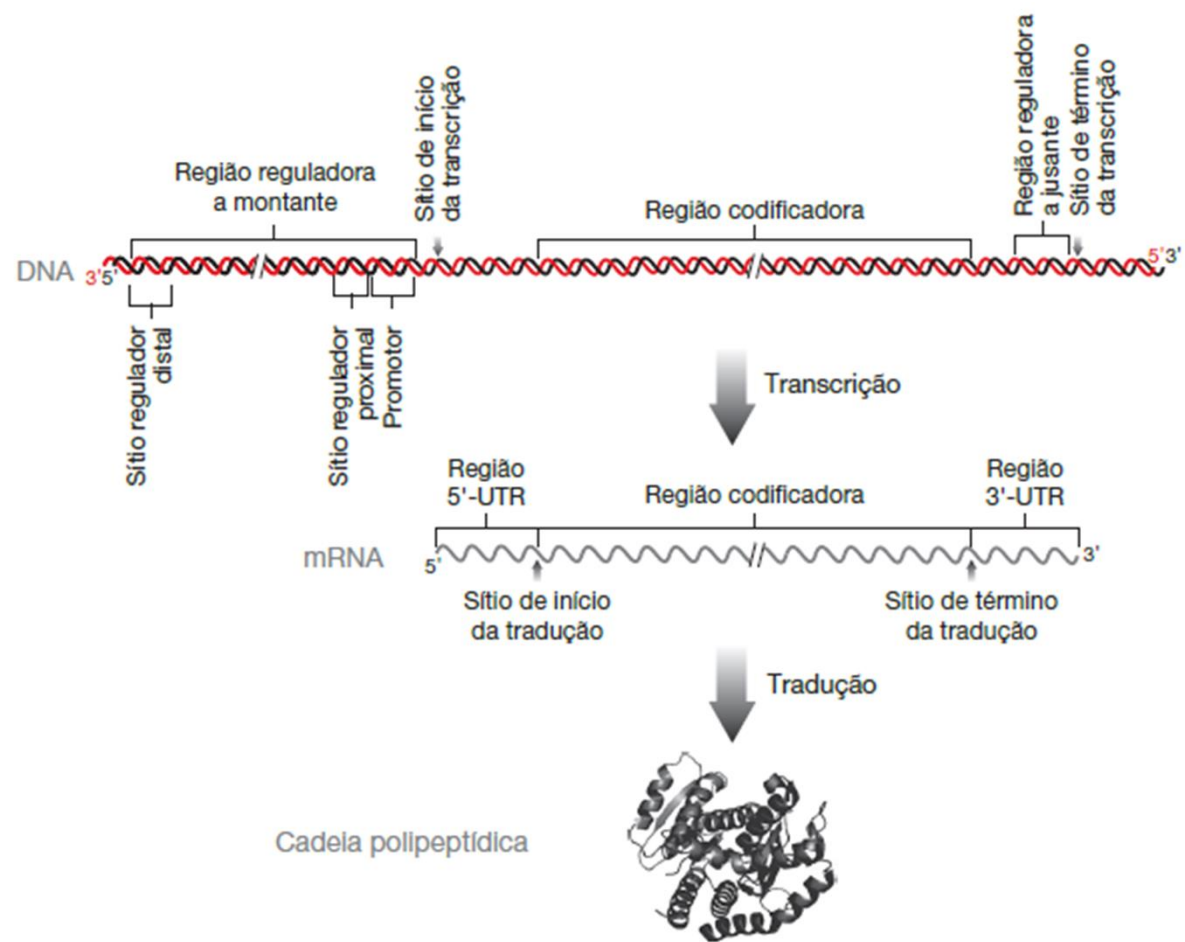 Região reguladora
a montante
Sítio de início
da transcrição
Região codificadora
Região reguladora
a jusante
Sítio de término
da transcrição
DNA
3'5'
5'3'
Sítio regulador
distal
Sítio regulador
proximal
Promotor
Transcrição
Região
5'-UTR
Região codificadora
Região
3'-UTR
mRNA
5'
3'
Sítio de início
da tradução
Sítio de término
da tradução
Tradução
Cadeia polipeptídica